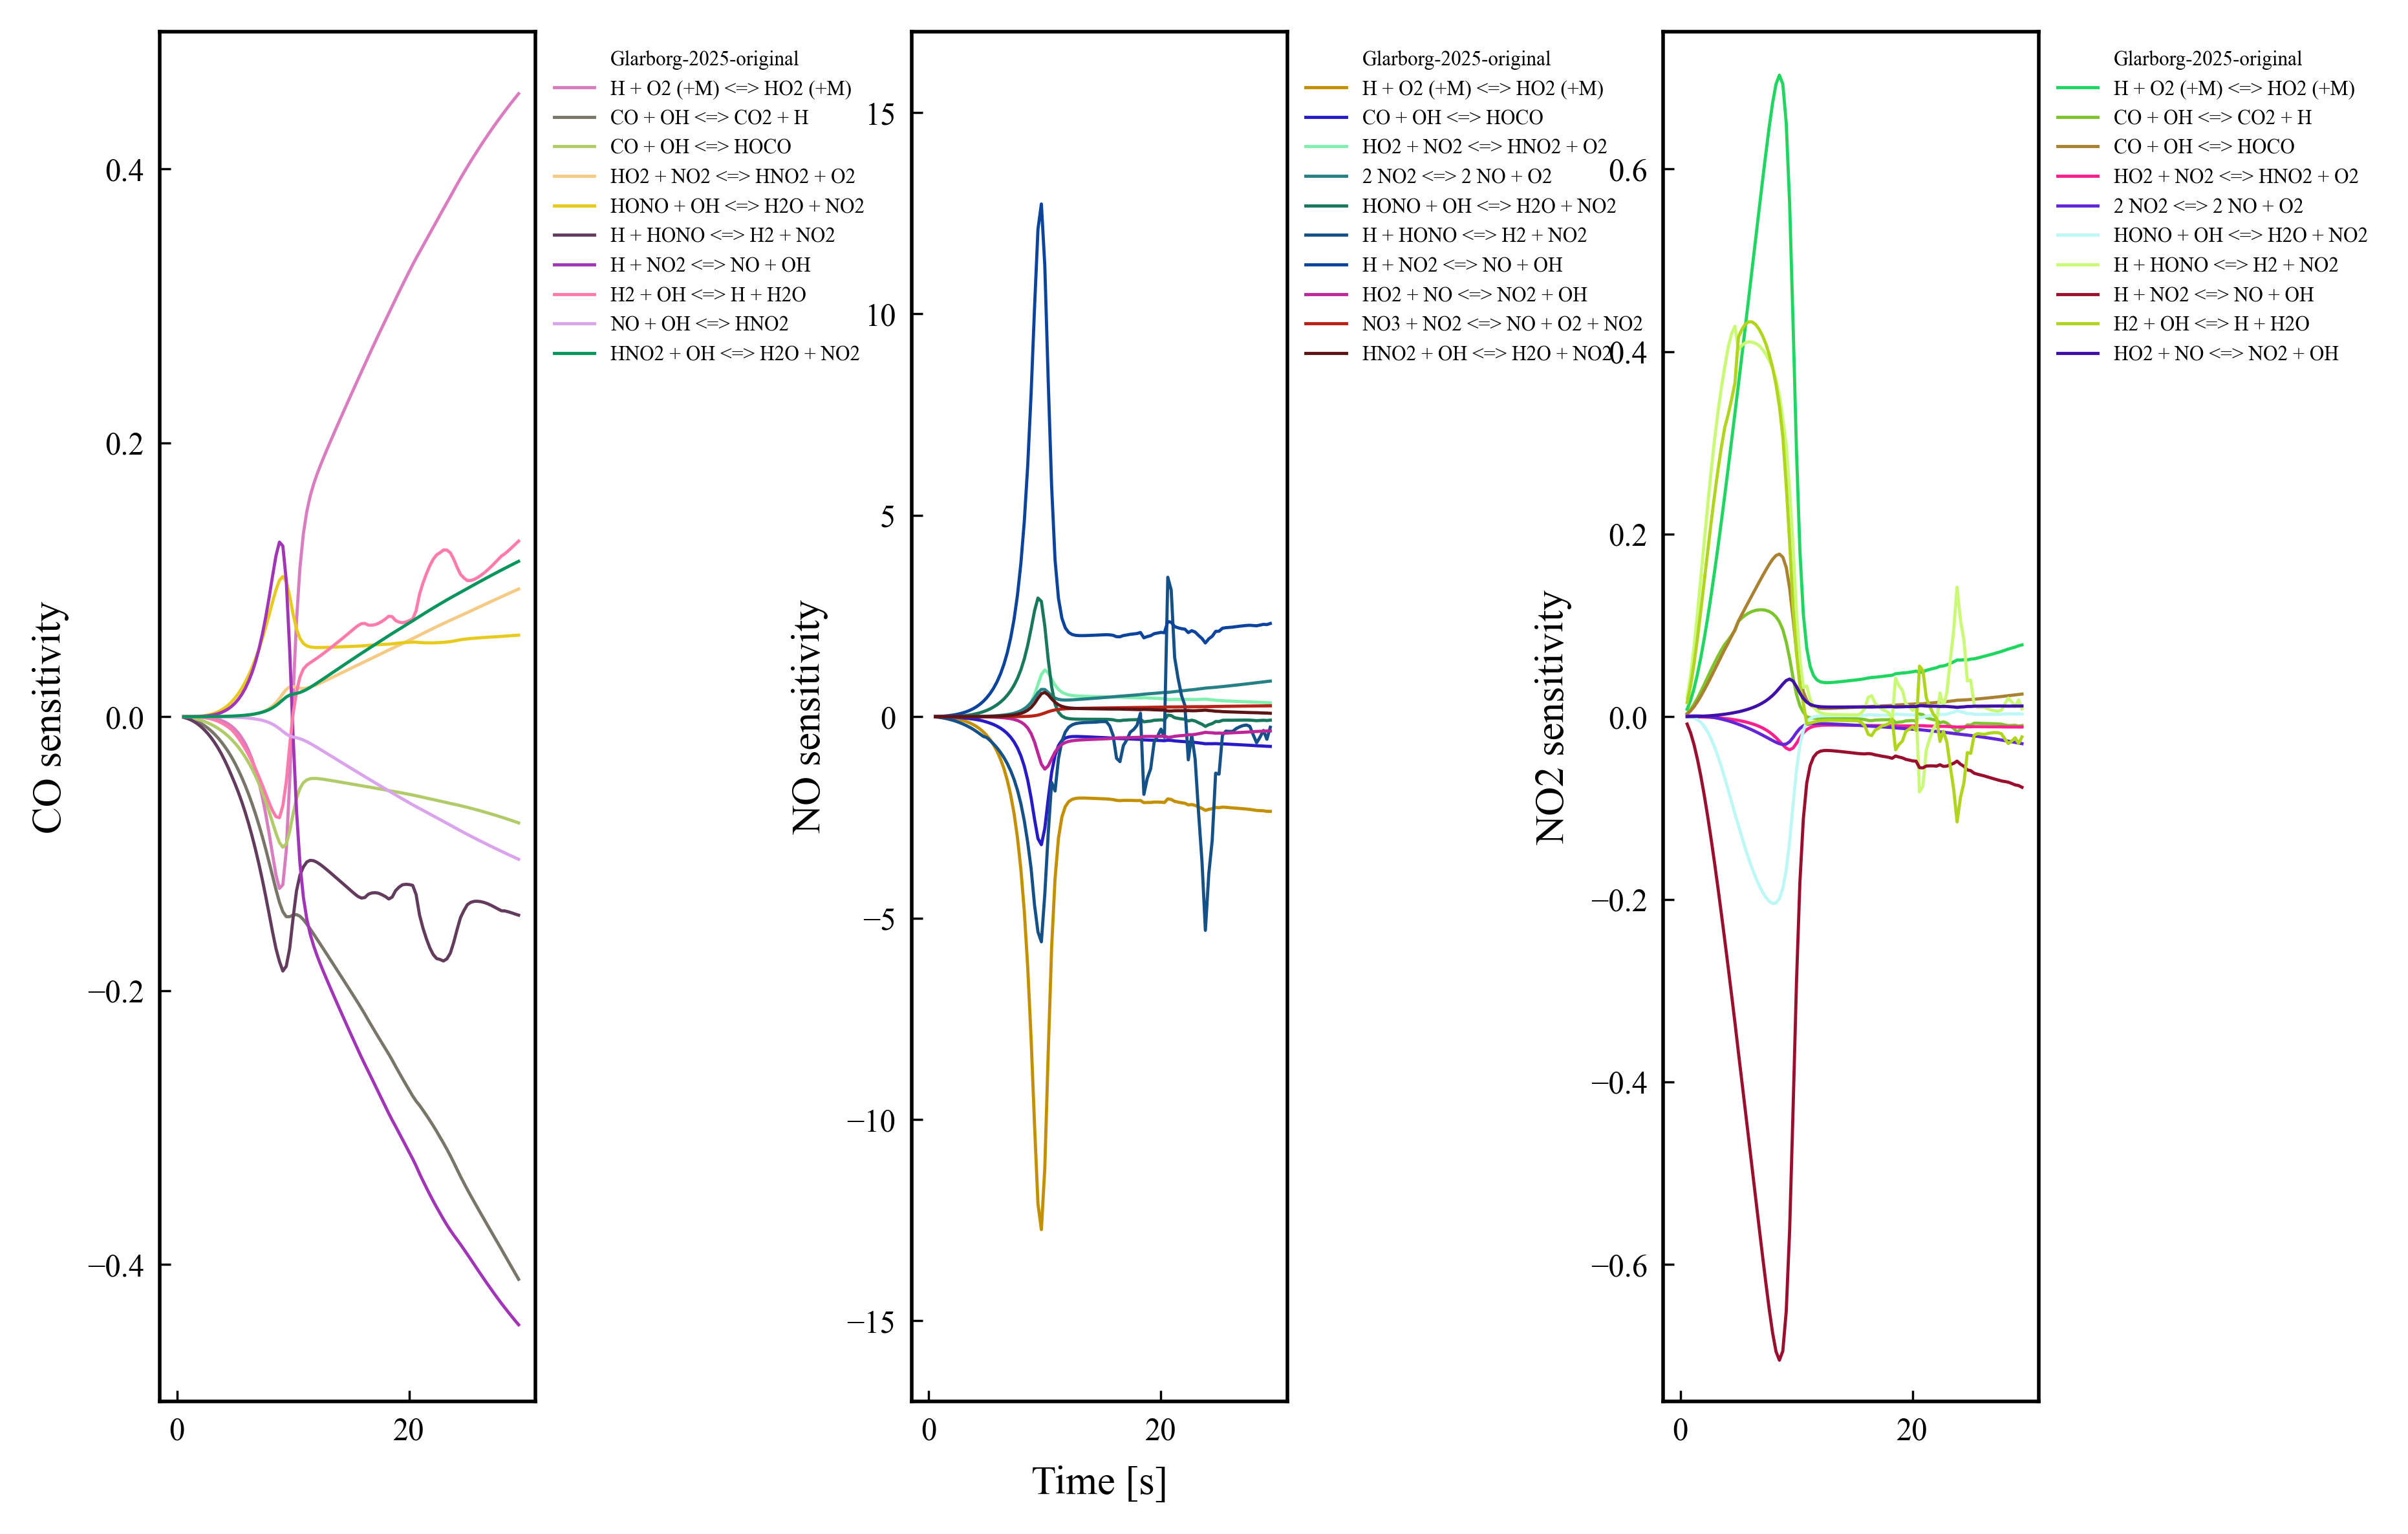 CO sensitivity
0.4
0.2
0.0
−0.2
−0.4
0
20
Glarborg-2025-original
H + O2 (+M) <=> HO2 (+M)
CO + OH <=> CO2 + H
CO + OH <=> HOCO
HO2 + NO2 <=> HNO2 + O2
HONO + OH <=> H2O + NO2
H + HONO <=> H2 + NO2
H + NO2 <=> NO + OH
H2 + OH <=> H + H2O
NO + OH <=> HNO2
HNO2 + OH <=> H2O + NO2
NO sensitivity
15
10
5
0
−5
−10
−15
0
20
Time [s]
Glarborg-2025-original
H + O2 (+M) <=> HO2 (+M)
CO + OH <=> HOCO
HO2 + NO2 <=> HNO2 + O2
2 NO2 <=> 2 NO + O2
HONO + OH <=> H2O + NO2
H + HONO <=> H2 + NO2
H + NO2 <=> NO + OH
HO2 + NO <=> NO2 + OH
NO3 + NO2 <=> NO + O2 + NO2
HNO2 + OH <=> H2O + NO2
NO2 sensitivity
0.6
0.4
0.2
0.0
−0.2
−0.4
−0.6
0
20
Glarborg-2025-original
H + O2 (+M) <=> HO2 (+M)
CO + OH <=> CO2 + H
CO + OH <=> HOCO
HO2 + NO2 <=> HNO2 + O2
2 NO2 <=> 2 NO + O2
HONO + OH <=> H2O + NO2
H + HONO <=> H2 + NO2
H + NO2 <=> NO + OH
H2 + OH <=> H + H2O
HO2 + NO <=> NO2 + OH